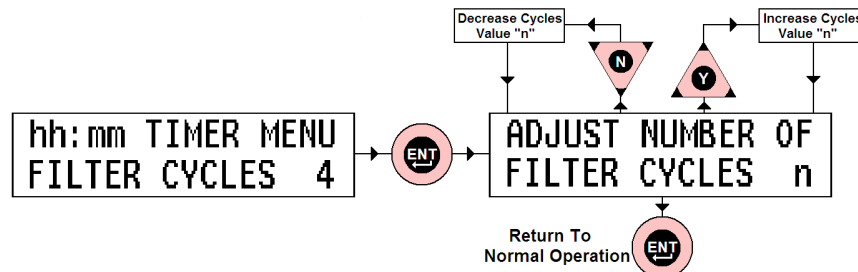 Decrease Cycles
Value "n"
N
Y
Increase Cycles
Value "n"
hh:mm TIMER MENU
FILTER CYCLES 4
ENT
ADJUST NUMBER OF
FILTER CYCLES n
Return To
Normal Operation
ENT